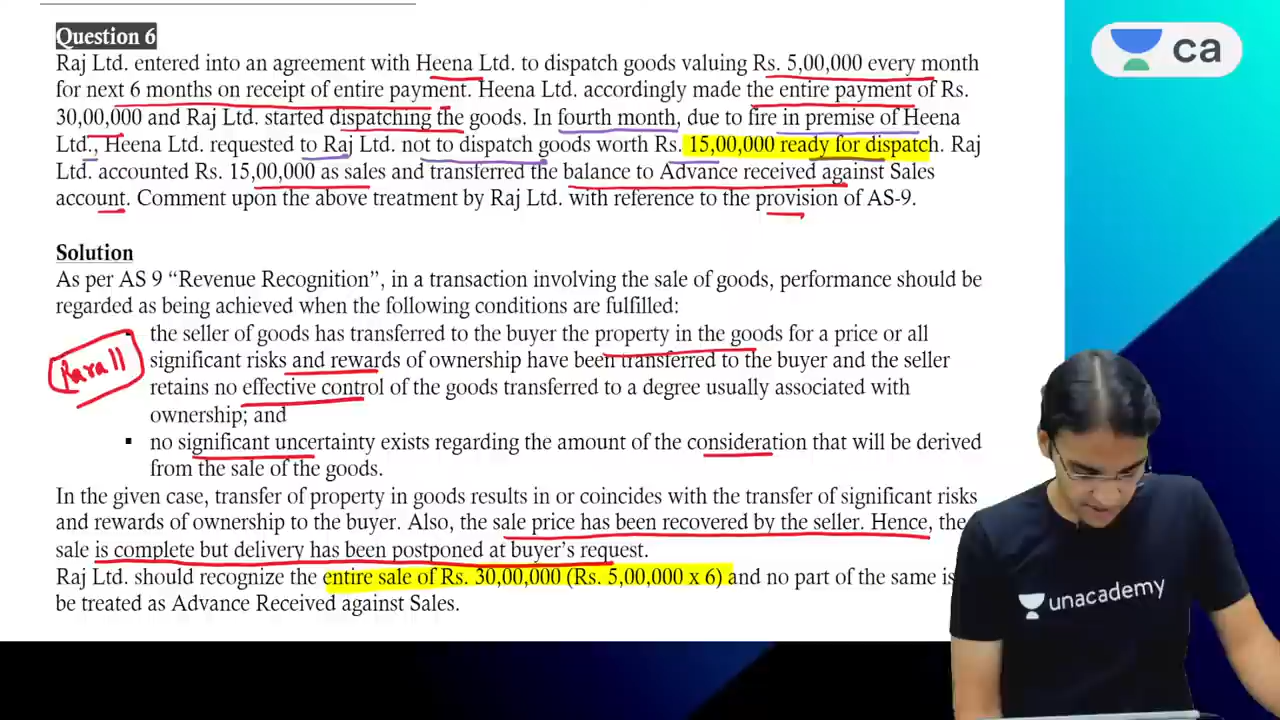 Question 6
Raj Ltd. entered into an agreement with Heena Ltd. to dispatch goods valuing Rs. 5,00,000 every month
for next 6 months on receipt of entire payment. Heena Ltd. accordingly made the entire payment of Rs.
30,00,000 and Raj Ltd. started dispatching the goods. In fourth month, due to fire in premise of Heena
Ltd., Heena Ltd. requested to Raj Ltd. not to dispatch goods worth Rs. 15,00,000 ready for dispatch. Raj
Ltd. accounted Rs. 15,00,000 as sales and transferred the balance to Advance received against Sales
account. Comment upon the above treatment by Raj Ltd. with reference to the provision of AS-9.
Solution
As per AS 9 “Revenue Recognition”, in a transaction involving the sale of goods, performance should be
regarded as being achieved when the following conditions are fulfilled:
the seller of goods has transferred to the buyer the property in the goods for a price or all
significant risks and rewards of ownership have been transferred to the buyer and the seller
retains no effective control of the goods transferred to a degree usually associated with
ownership; and
▪ no significant uncertainty exists regarding the amount of the consideration that will be derived
from the sale of the goods.
Para 11
In the given case, transfer of property in goods results in or coincides with the transfer of significant risks
and rewards of ownership to the buyer. Also, the sale price has been recovered by the seller. Hence, the
sale is complete but delivery has been postponed at buyer’s request.
Raj Ltd. should recognize the entire sale of Rs. 30,00,000 (Rs. 5,00,000 x 6) and no part of the same is
be treated as Advance Received against Sales.
ca
unacademy